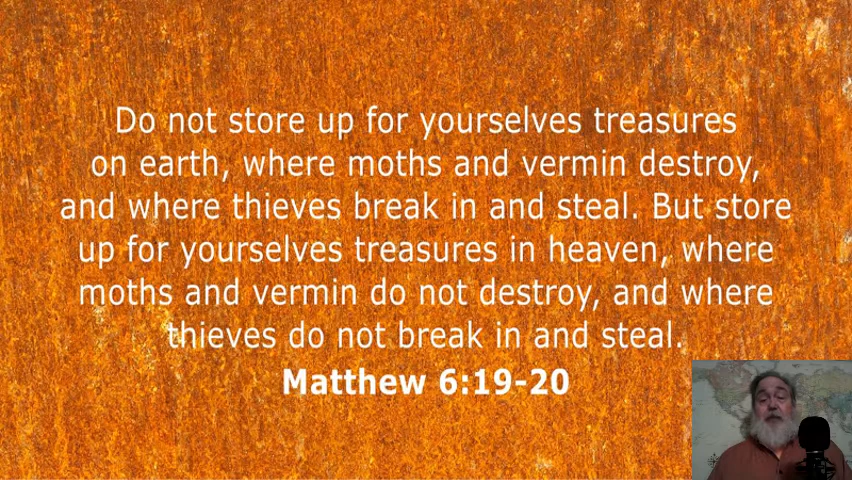 Do not store up for yourselves treasures
on earth, where moths and vermin destroy,
and where thieves break in and steal. But store
up for yourselves treasures in heaven, where
moths and vermin do not destroy, and where
thieves do not break in and steal.
Matthew 6:19-20